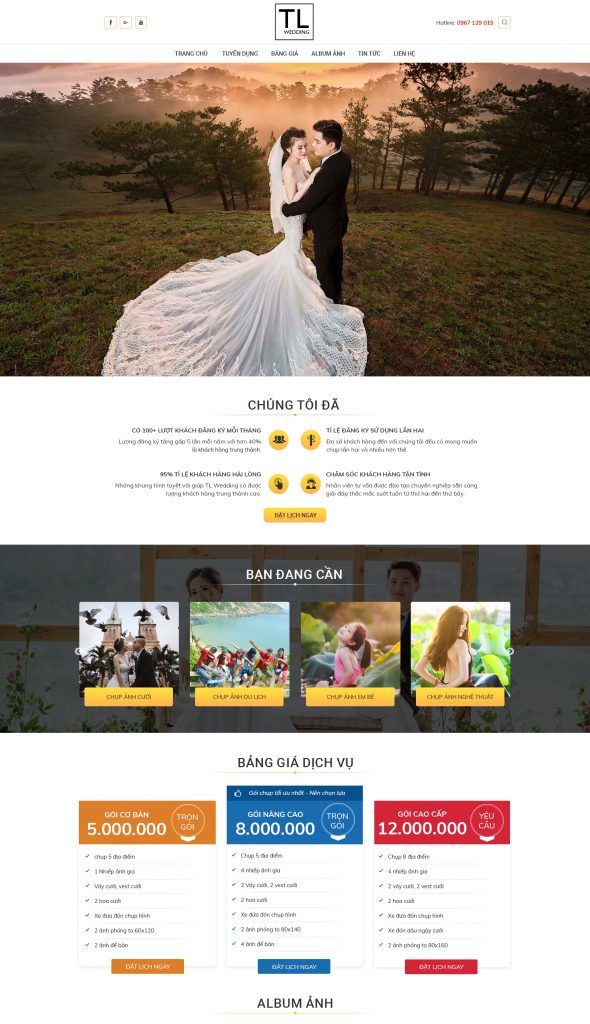 TL
WEDDING
Hotline: 0967 139 015
TRANG CHỦ TUYỂN DỤNG BẢNG GIÁ ALBUM ẢNH TIN TỨC LIÊN HỆ
CHÚNG TÔI ĐÃ
CÓ 100+ LƯỢT KHÁCH ĐĂNG KÝ MỖI THÁNG
Lượng đăng ký tăng gấp 5 lần mỗi năm với hơn 40%
là khách hàng trung thành.
TỈ LỆ ĐĂNG KÝ SỬ DỤNG LẦN HAI
Đa số khách hàng đến với chúng tôi đều có mong muốn
chụp lần hai và nhiều hơn thế.
95% TỈ LỆ KHÁCH HÀNG HÀI LÒNG
Những khung hình tuyệt vời giúp TL Wedding có được
lượng khách hàng trung thành cao.
CHĂM SÓC KHÁCH HÀNG TẬN TÌNH
Nhân viên tư vấn được đào tạo chuyên nghiệp sẵn sàng
giải đáp thắc mắc suốt tuần từ thứ hai đến thứ bảy.
ĐẶT LỊCH NGAY
BẠN ĐANG CẦN
CHỤP ẢNH CƯỚI CHỤP ẢNH DU LỊCH CHỤP ẢNH EM BÉ CHỤP ẢNH NGHỆ THUẬT
BẢNG GIÁ DỊCH VỤ
GÓI CƠ BẢN
5.000.000
TRỌN
GÓI
chụp 5 địa điểm
1 Nhiếp ảnh gia
Váy cưới, vest cưới
2 hoa cưới
Xe đưa đón chụp hình
2 ảnh phóng to 60x120
2 ảnh để bàn
ĐẶT LỊCH NGAY
Gói chụp tối ưu nhất - Nên chọn lựa
GÓI NÂNG CAO
8.000.000
TRỌN
GÓI
Chụp 5 địa điểm
4 nhiếp ảnh gia
2 Váy cưới, 2 vest cưới
2 hoa cưới
Xe đưa đón chụp hình
2 ảnh phóng to 80x140
4 ảnh để bàn
ĐẶT LỊCH NGAY
GÓI CAO CẤP
12.000.000
YÊU
CẦU
Chụp 8 địa điểm
4 nhiếp ảnh gia
2 váy cưới, 2 vest cưới
2 hoa cưới
Xe đưa đón chụp hình
Xe đón dâu ngày cưới
2 ảnh phóng to 80x160
ĐẶT LỊCH NGAY
ALBUM ẢNH